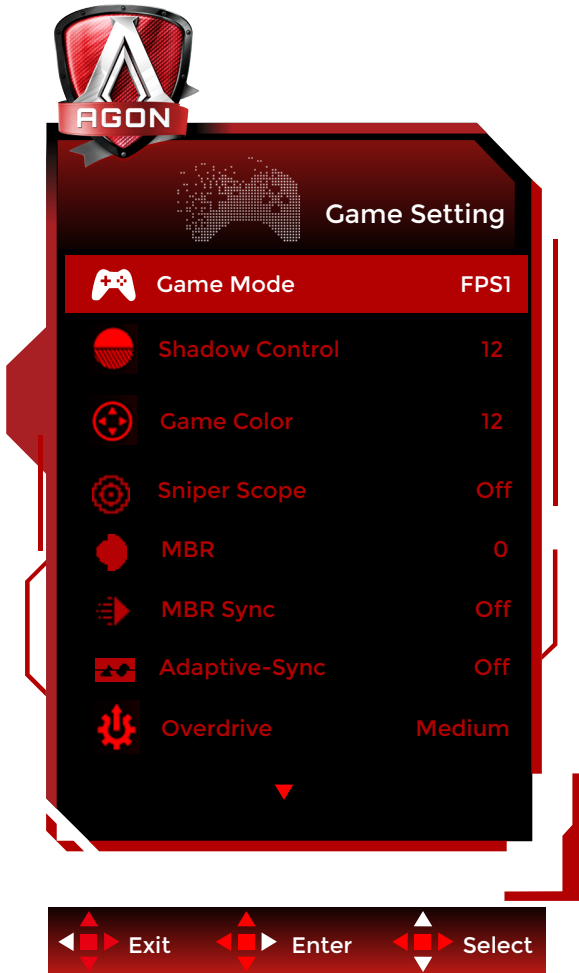 AGON
Game Setting
Game Mode FPS1
Shadow Control 12
Game Color 12
Sniper Scope Off
MBR 0
MBR Sync Off
Adaptive-Sync Off
Overdrive Medium
Exit Enter Select